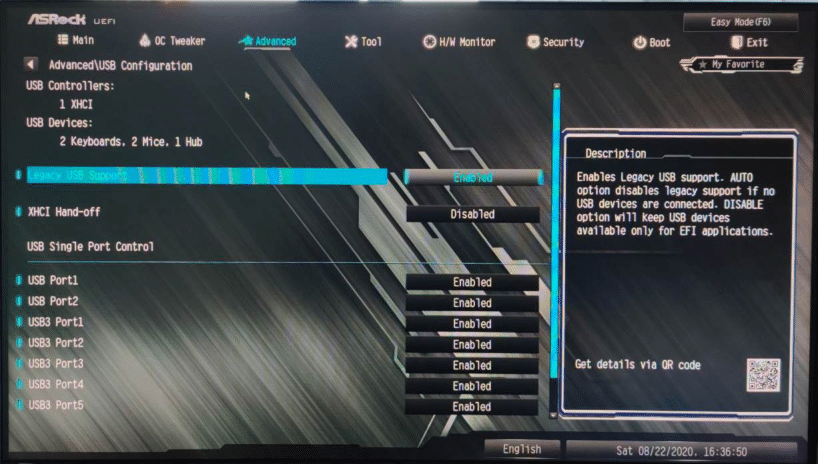 ASRock UEFI
Easy Mode(F6)
Main
OC Tweaker
Advanced
Tool
H/W Monitor
Security
Boot
Exit
Advanced\USB Configuration
My Favorite
USB Controllers:
1 XHCI
USB Devices:
2 Keyboards, 2 Mice, 1 Hub
Legacy USB Support Enabled
XHCI Hand-off Disabled
USB Single Port Control
USB Port1 Enabled
USB Port2 Enabled
USB3 Port1 Enabled
USB3 Port2 Enabled
USB3 Port3 Enabled
USB3 Port4 Enabled
USB3 Port5 Enabled
Description
Enables Legacy USB support. AUTO
option disables legacy support if no
USB devices are connected. DISABLE
option will keep USB devices
available only for EFI applications.
Get details via QR code
English
Sat 08/22/2020, 16:36:50